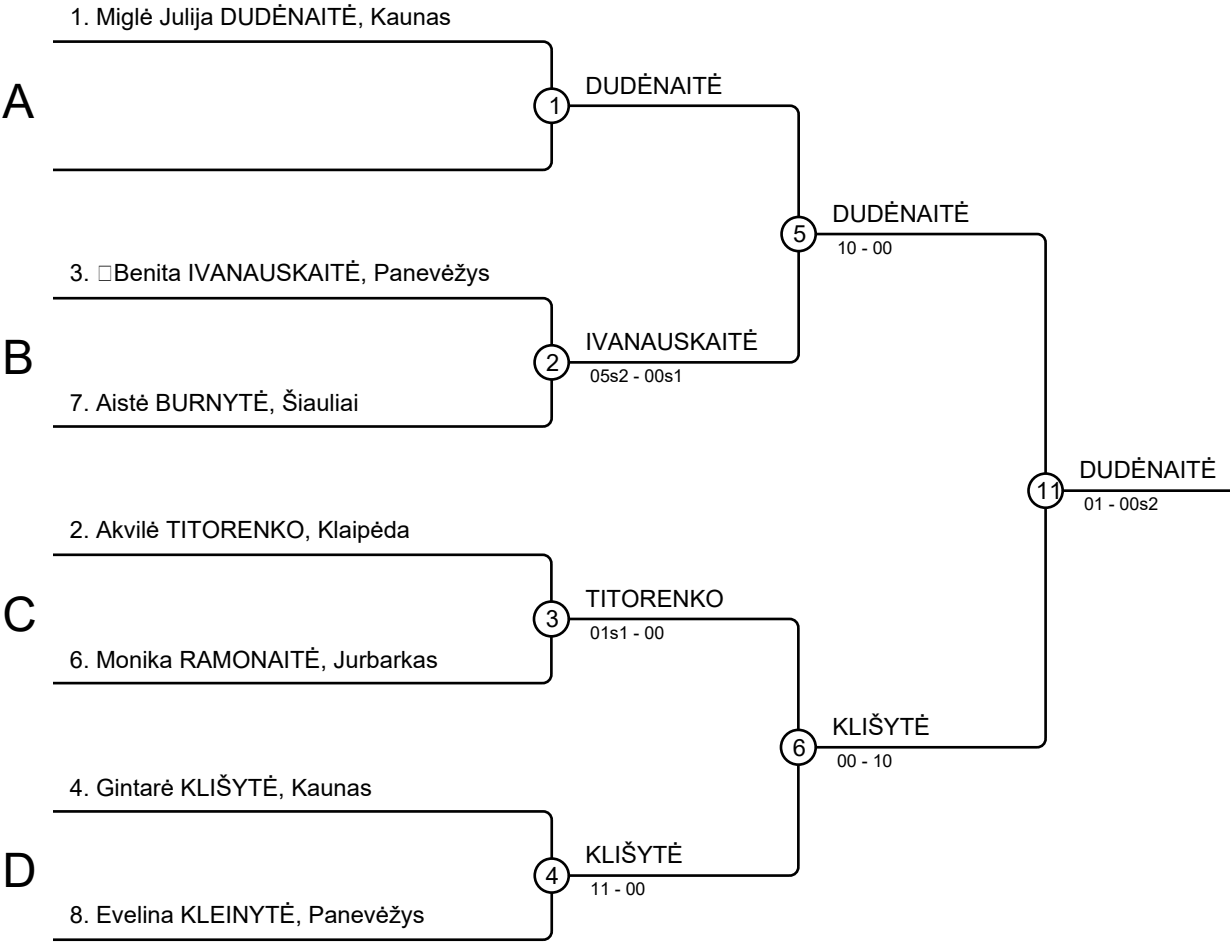 1. Miglė Julija DUDĖNAITĖ, Kaunas
A
1
DUDĖNAITĖ
5
DUDĖNAITĖ
10 - 00
3. □Benita IVANAUSKAITĖ, Panevėžys
B
2
IVANAUSKAITĖ
05s2 - 00s1
7. Aistė BURNYTĖ, Šiauliai
11
DUDĖNAITĖ
01 - 00s2
2. Akvilė TITORENKO, Klaipėda
C
3
TITORENKO
01s1 - 00
6. Monika RAMONAITĖ, Jurbarkas
6
KLIŠYTĖ
00 - 10
4. Gintarė KLIŠYTĖ, Kaunas
D
4
KLIŠYTĖ
11 - 00
8. Evelina KLEINYTĖ, Panevėžys